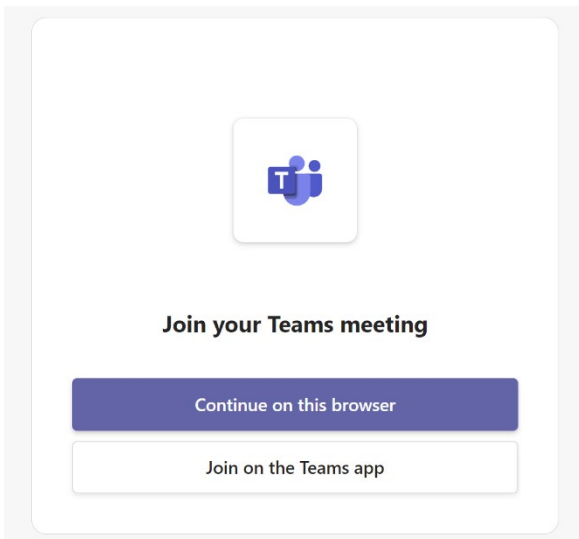 T
Join your Teams meeting
Continue on this browser
Join on the Teams app